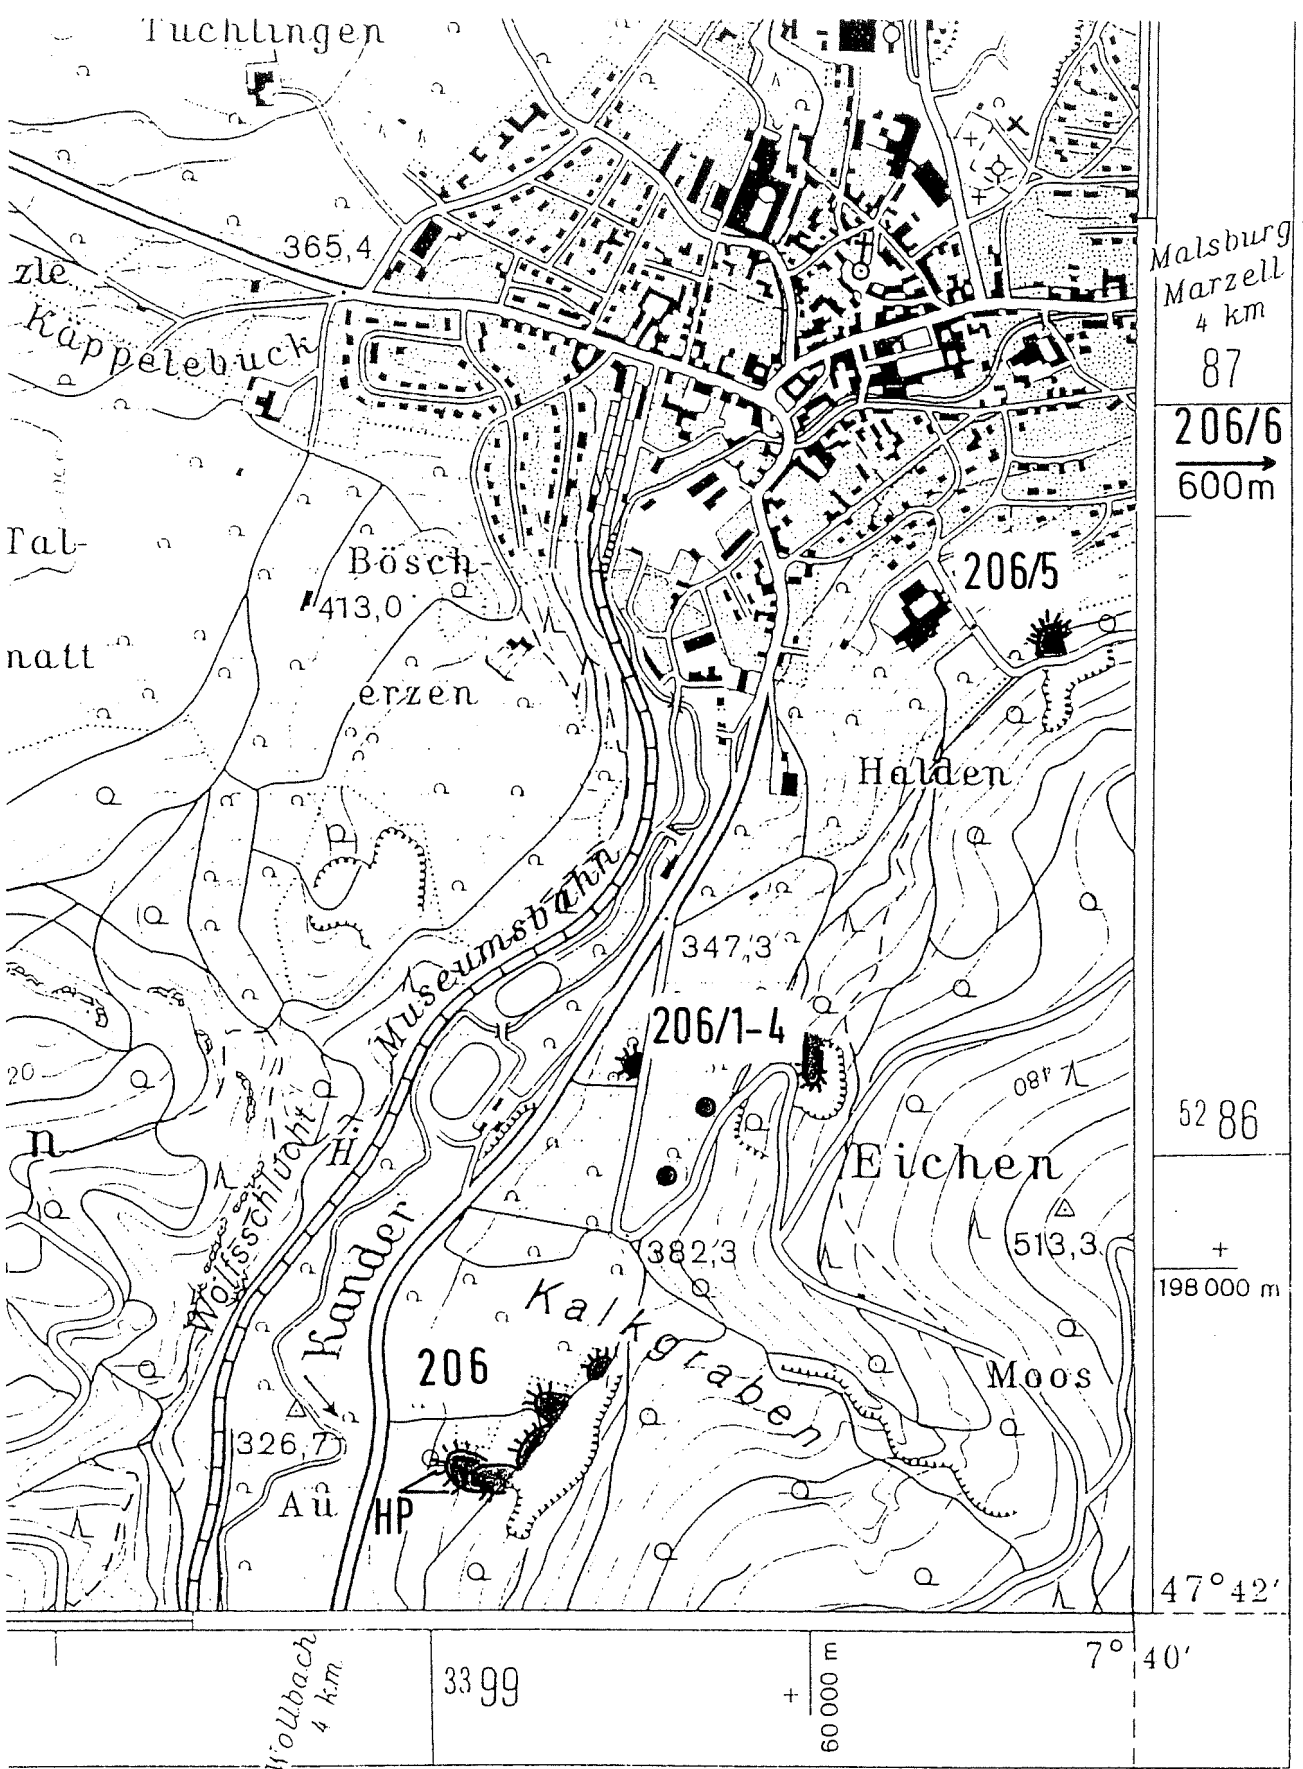 Tüchlingen
365,4
zle
Käppelebuck
Malsburg
Marzell
4 km
87
206/6
600m
Tal-
Bösch-
413,0
natt
erzen
206/5
Halden
Museumsbahn
347,3
206/1-4
20
480
n
H.
Wolfsschlucht
Eichen
52 86
513,3
382,3
198 000 m
Kander
Kalkgraben
206
Moos
326,7
Au
HP
47°42'
7°40'
Wollbach
4 km
33 99
60 000 m